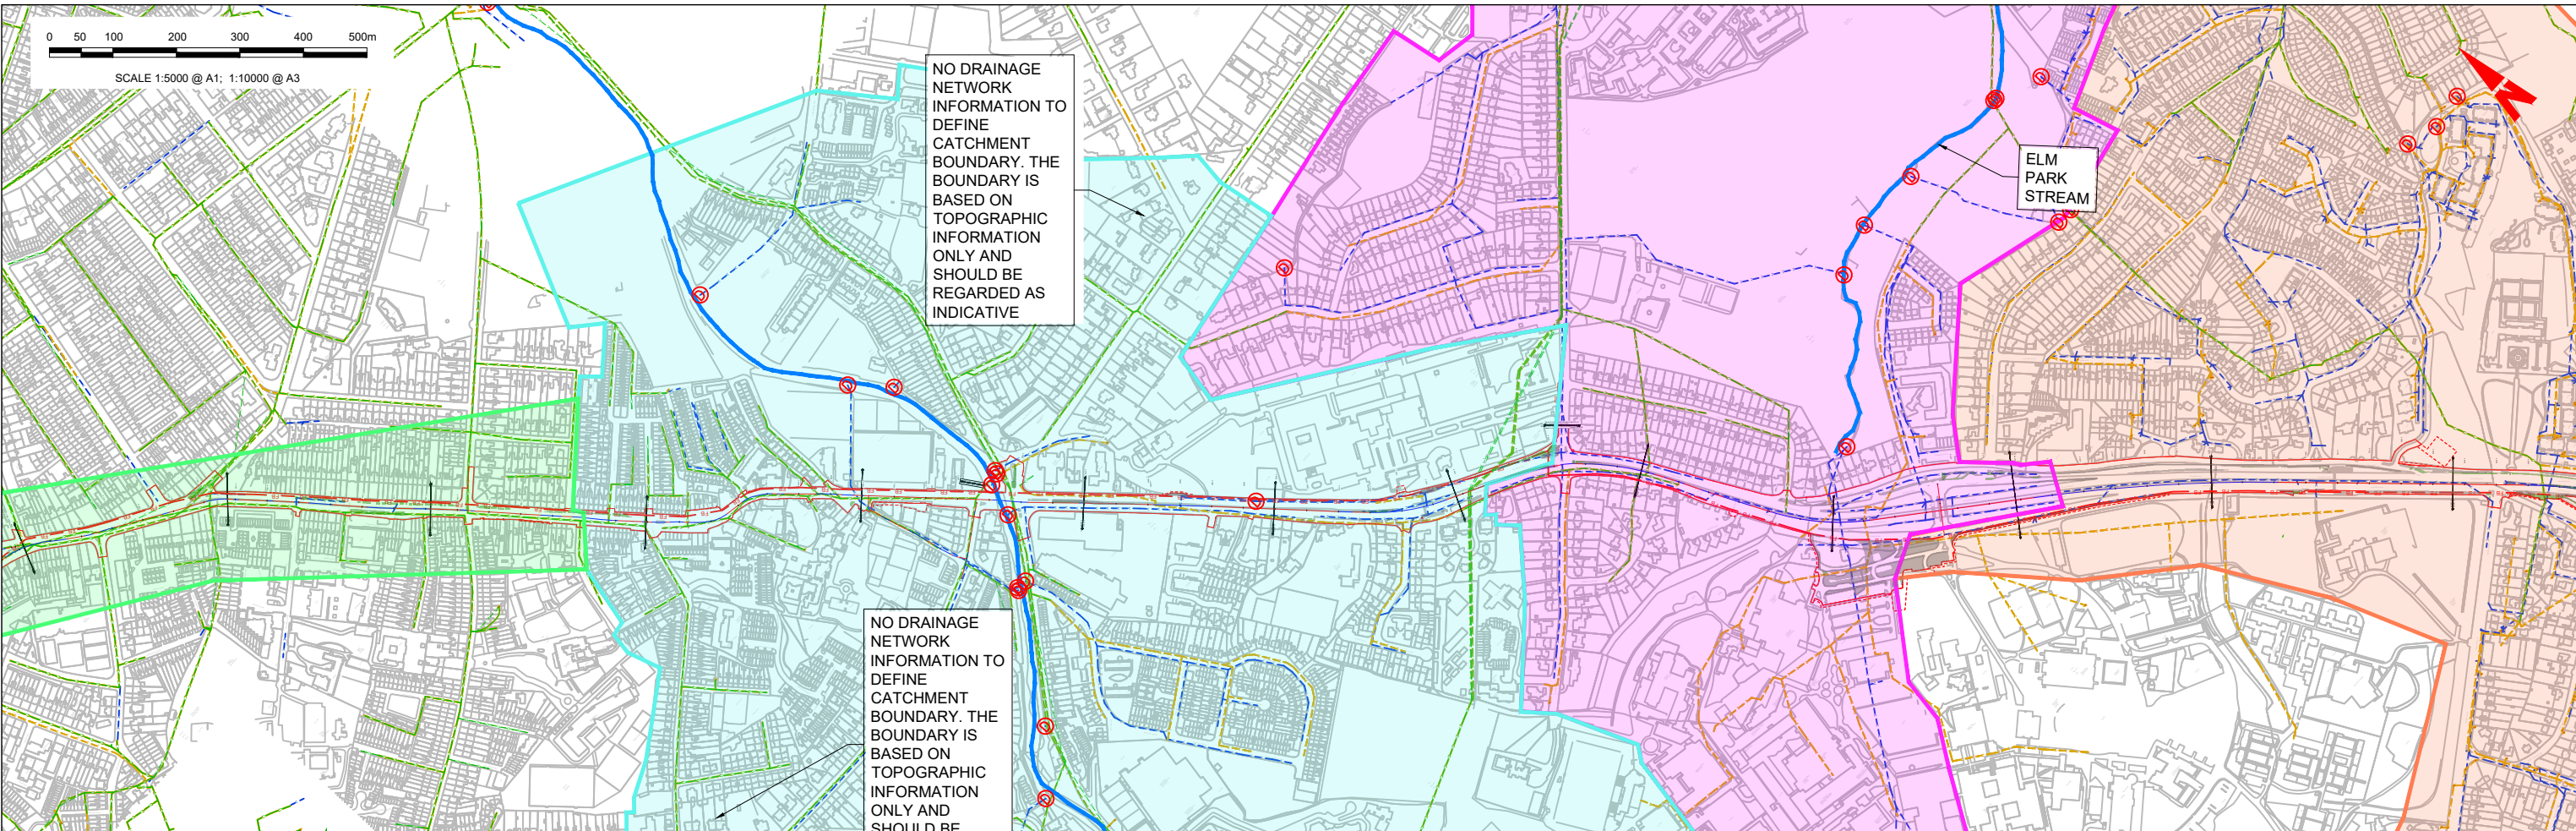 0 50 100 200 300 400 500m
SCALE 1:5000 @ A1; 1:10000 @ A3
NO DRAINAGE
NETWORK
INFORMATION TO
DEFINE
CATCHMENT
BOUNDARY. THE
BOUNDARY IS
BASED ON
TOPOGRAPHIC
INFORMATION
ONLY AND
SHOULD BE
REGARDED AS
INDICATIVE
ELM
PARK
STREAM
N
NO DRAINAGE
NETWORK
INFORMATION TO
DEFINE
CATCHMENT
BOUNDARY. THE
BOUNDARY IS
BASED ON
TOPOGRAPHIC
INFORMATION
ONLY AND
SHOULD BE